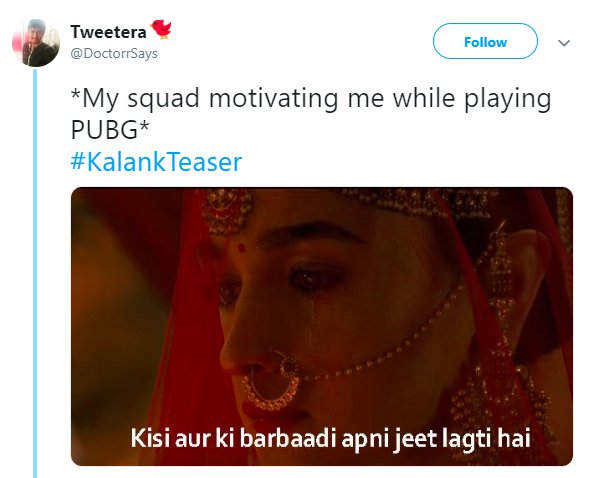 Tweetera
@DoctorrSays
Follow
*My squad motivating me while playing
PUBG*
#KalankTeaser
Kisi aur ki barbaadi apni jeet lagti hai